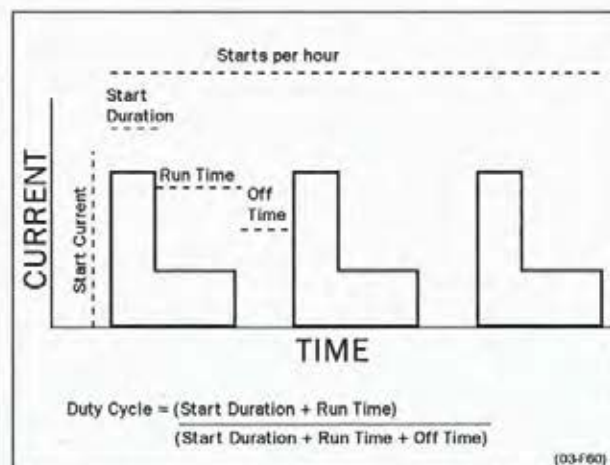 Starts per hour
Start
Duration
Run Time
Off
Time
Start Current
CURRENT
TIME
Duty Cycle = (Start Duration + Run Time)
(Start Duration + Run Time + Off Time)
(03-F60)